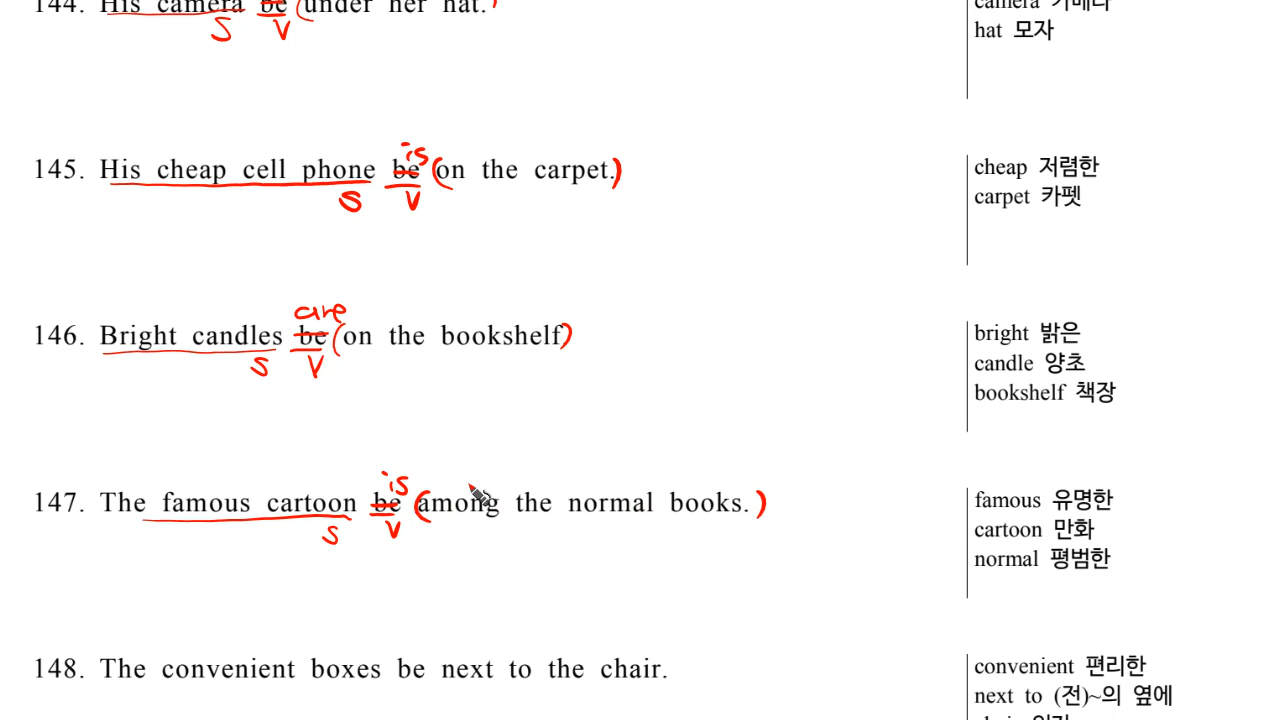 144. His camera be (under her hat.)
S V
camera 카메라
hat 모자
is
145. His cheap cell phone be (on the carpet.)
S V
cheap 저렴한
carpet 카펫
are
146. Bright candles be (on the bookshelf)
S V
bright 밝은
candle 양초
bookshelf 책장
is
147. The famous cartoon be (among the normal books.)
S V
famous 유명한
cartoon 만화
normal 평범한
148. The convenient boxes be next to the chair.
convenient 편리한
next to (전)~의 옆에